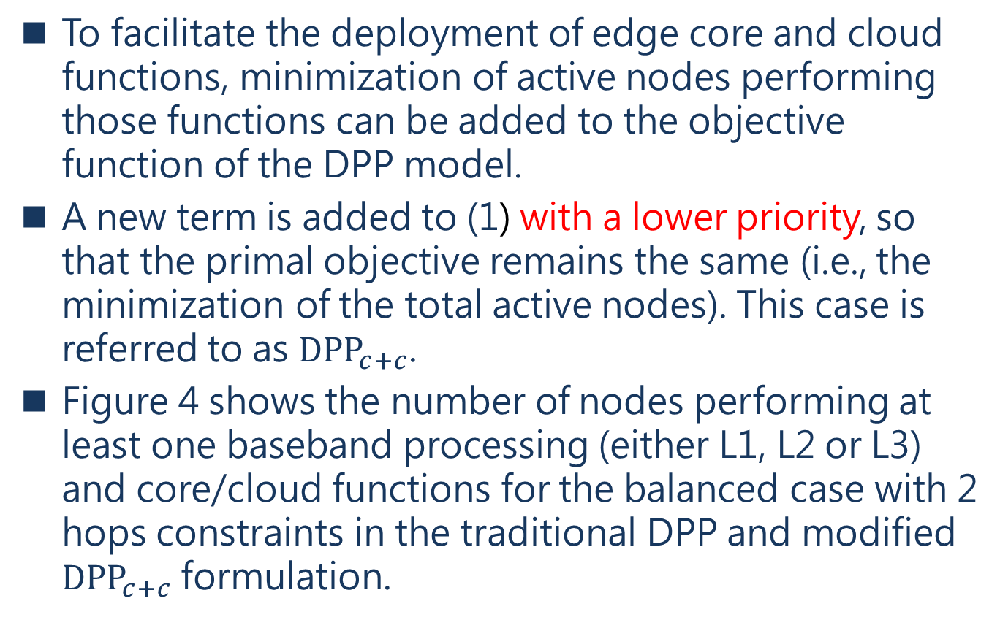 ■ To facilitate the deployment of edge core and cloud
functions, minimization of active nodes performing
those functions can be added to the objective
function of the DPP model.
■ A new term is added to (1) with a lower priority, so
that the primal objective remains the same (i.e., the
minimization of the total active nodes). This case is
referred to as DPP_{c+c}.
■ Figure 4 shows the number of nodes performing at
least one baseband processing (either L1, L2 or L3)
and core/cloud functions for the balanced case with 2
hops constraints in the traditional DPP and modified
DPP_{c+c} formulation.